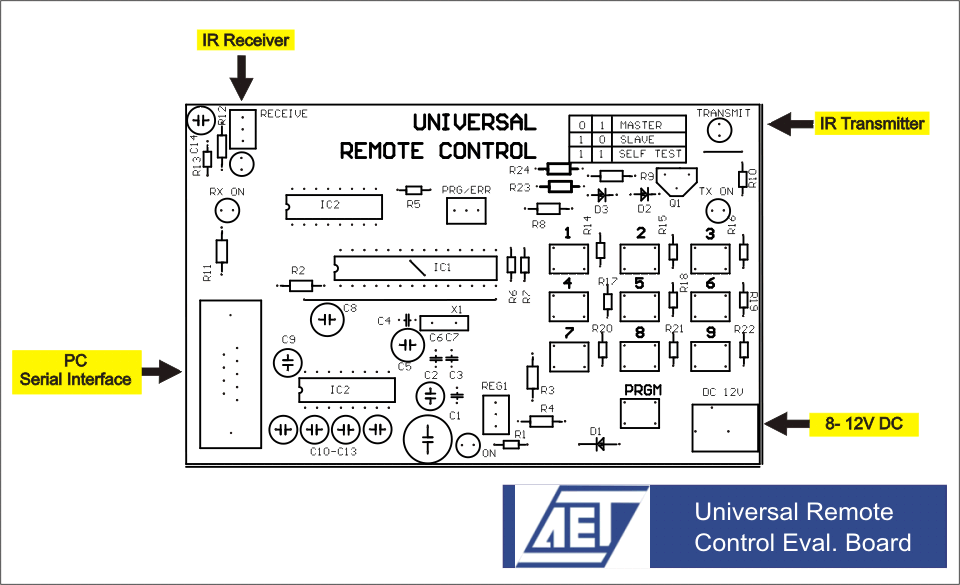 IR Receiver
RECEIVE
R12
C14
R13
UNIVERSAL
REMOTE CONTROL
0 1 MASTER
1 0 SLAVE
1 1 SELF TEST
TRANSMIT
IR Transmitter
RX ON
IC2
R5
PRG/ERR
R24
R23
R8
R9
D3
D2
Q1
R10
TX ON
R11
R2
IC1
R6
R7
1
R14
2
R15
3
R16
4
R17
5
R18
6
R19
7
R20
8
R21
9
R22
C8
C4
X1
C9
C5
C6
C7
PC
Serial Interface
IC2
C2
C3
C1
REG1
R3
R4
R1
D1
PRGM
DC 12V
8- 12V DC
C10-C13
ON
AET
Universal Remote
Control Eval. Board